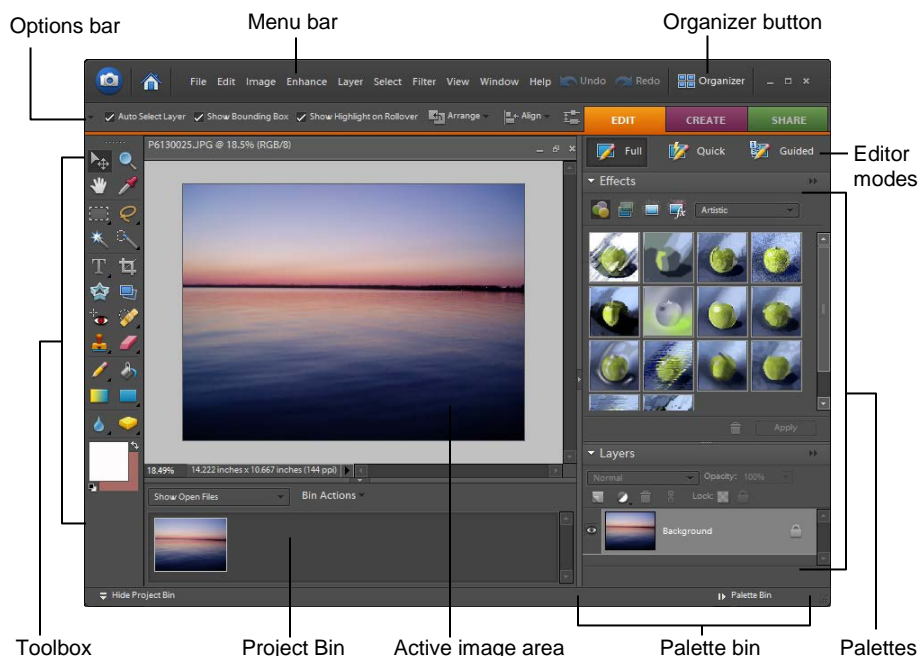 Options bar
Menu bar
Organizer button
File Edit Image Enhance Layer Select Filter View Window Help Undo Redo Organizer
Auto Select Layer Show Bounding Box Show Highlight on Rollover Arrange Align
EDIT CREATE SHARE
P6130025.JPG @ 18.5% (RGB/8)
Full Quick Guided
Editor
modes
Effects
Artistic
Apply
Layers
18.49% 14.222 inches x 10.667 inches (144 ppi)
Normal Opacity: 100%
Show Open Files Bin Actions
Lock:
Background
Hide Project Bin
Palette Bin
Toolbox
Project Bin
Active image area
Palette bin
Palettes